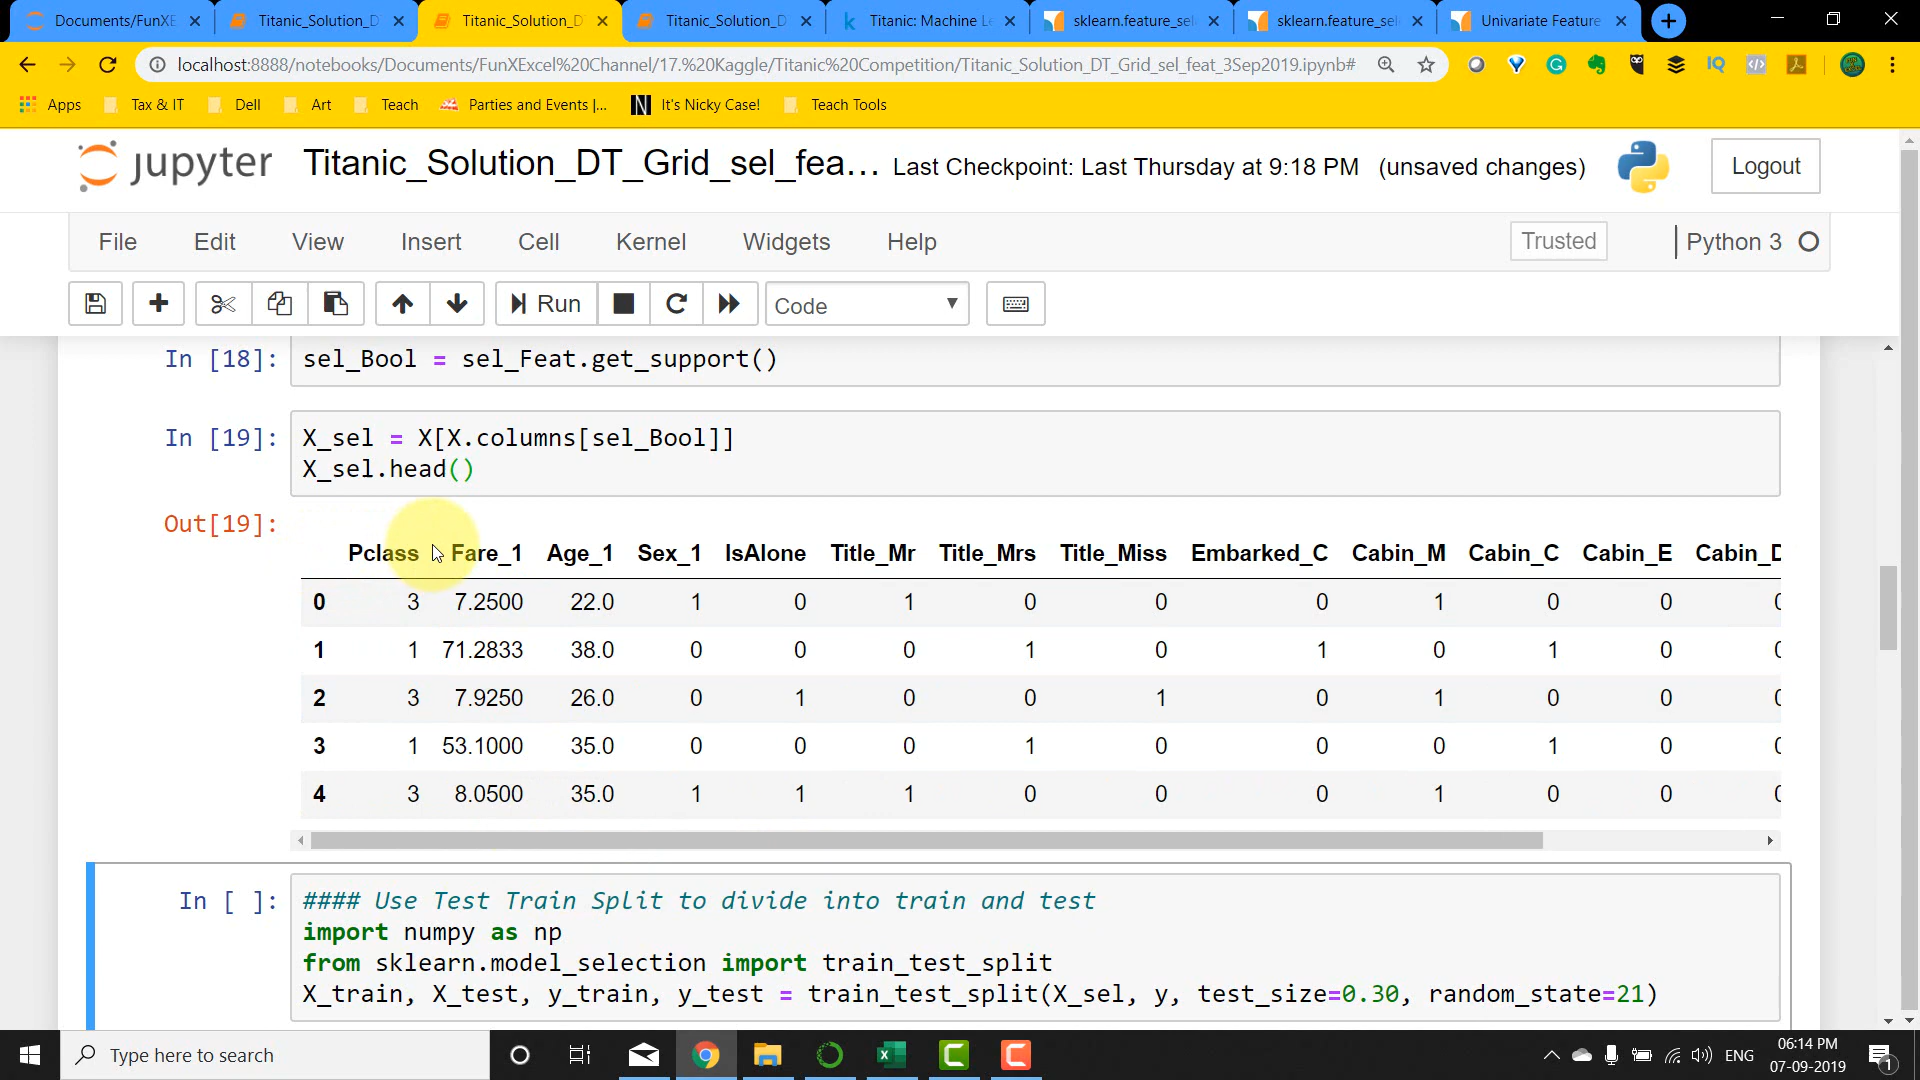 Documents/FunXE
Titanic_Solution_D
Titanic_Solution_D
Titanic_Solution_D
Titanic: Machine Le
sklearn.feature_sel
sklearn.feature_sel
Univariate Feature
localhost:8888/notebooks/Documents/FunXExcel%20Channel/17.%20Kaggle/Titanic%20Competition/Titanic_Solution_DT_Grid_sel_feat_3Sep2019.ipynb#
Apps Tax & IT Dell Art Teach Parties and Events |... It's Nicky Case! Teach Tools
jupyter Titanic_Solution_DT_Grid_sel_fea... Last Checkpoint: Last Thursday at 9:18 PM (unsaved changes) Logout
File Edit View Insert Cell Kernel Widgets Help Trusted Python 3
Run Code
In [18]: sel_Bool = sel_Feat.get_support()
In [19]: X_sel = X[X.columns[sel_Bool]]
X_sel.head()
Out[19]:
Pclass Fare_1 Age_1 Sex_1 IsAlone Title_Mr Title_Mrs Title_Miss Embarked_C Cabin_M Cabin_C Cabin_E Cabin_D
0 3 7.2500 22.0 1 0 1 0 0 0 1 0 0 0
1 1 71.2833 38.0 0 0 0 1 0 1 0 1 0 0
2 3 7.9250 26.0 0 1 0 0 1 0 1 0 0 0
3 1 53.1000 35.0 0 0 0 1 0 0 0 1 0 0
4 3 8.0500 35.0 1 1 1 0 0 0 1 0 0 0
In [ ]: #### Use Test Train Split to divide into train and test
import numpy as np
from sklearn.model_selection import train_test_split
X_train, X_test, y_train, y_test = train_test_split(X_sel, y, test_size=0.30, random_state=21)
Type here to search
ENG
06:14 PM
07-09-2019
1